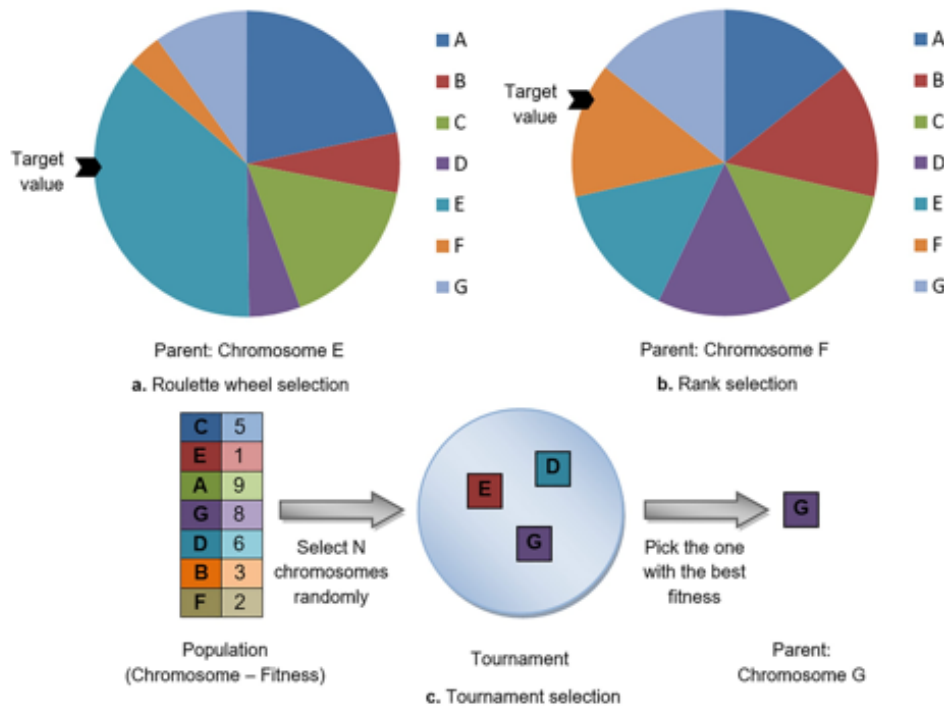 A
B
C
D
E
F
G
Target
value
Parent: Chromosome E
a. Roulette wheel selection
A
B
C
D
E
F
G
Target
value
Parent: Chromosome F
b. Rank selection
C 5
E 1
A 9
G 8
D 6
B 3
F 2
Population
(Chromosome – Fitness)
Select N
chromosomes
randomly
E
D
G
Tournament
Pick the one
with the best
fitness
G
Parent:
Chromosome G
c. Tournament selection